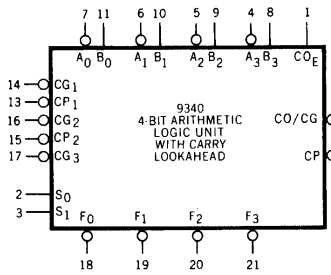 7 11 6 10 5 9 4 8 1
A0 B0 A1 B1 A2 B2 A3 B3 COE
14 CG1
13 CP1
16 CG2
15 CP2
17 CG3
9340
4-BIT ARITHMETIC
LOGIC UNIT
WITH CARRY
LOOKAHEAD
CO/CG
CP
2 S0
3 S1
F0 F1 F2 F3
18 19 20 21